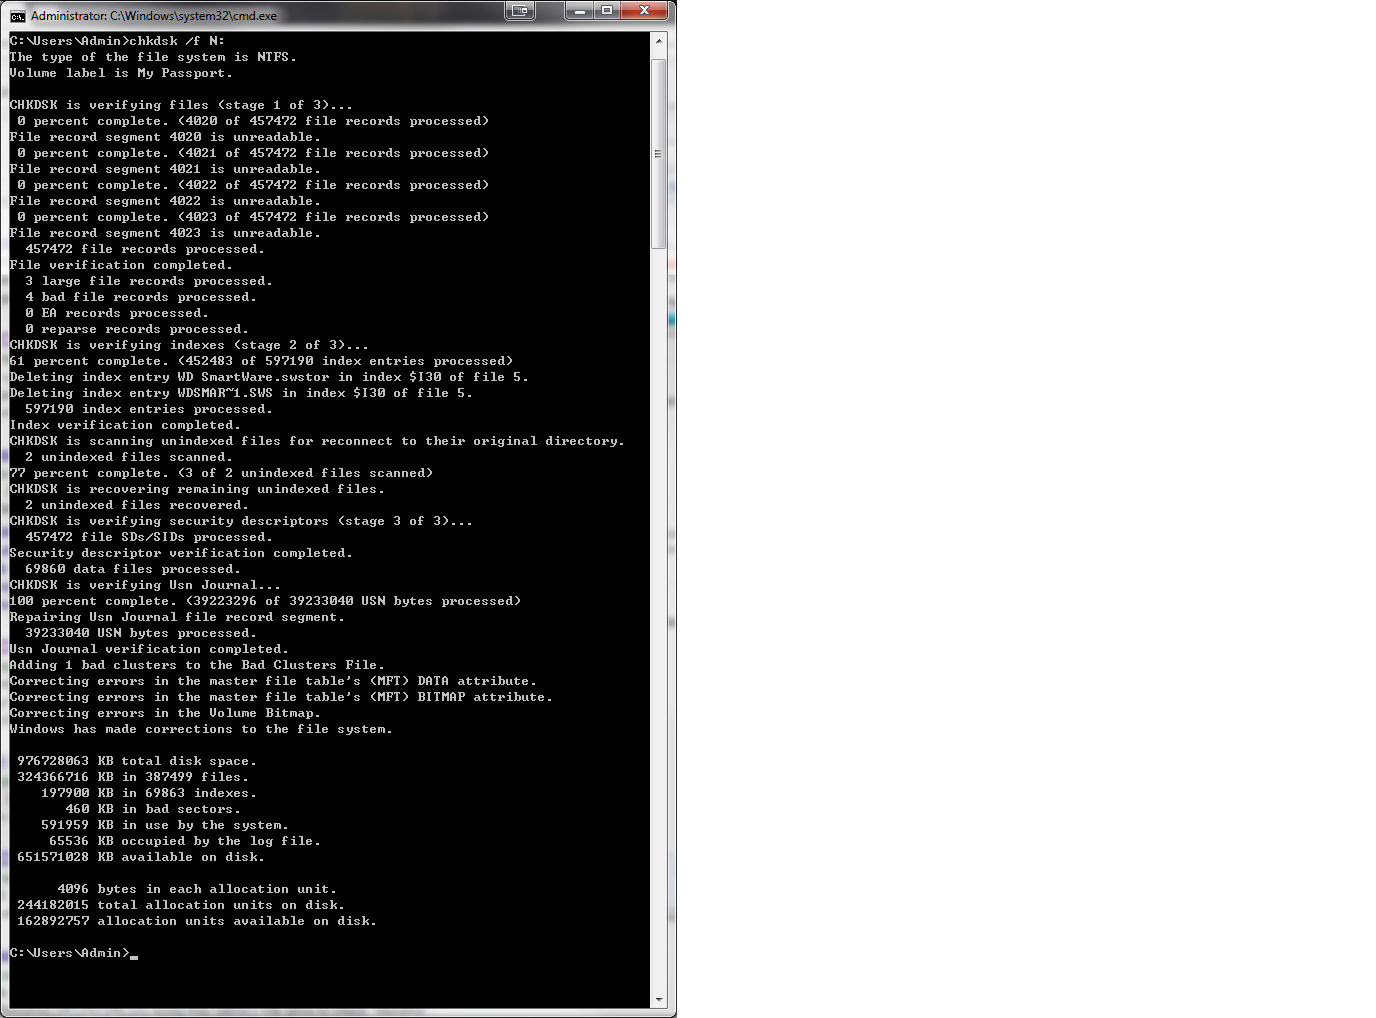 Administrator: C:\Windows\system32\cmd.exe
C:\Users\Admin>chkdsk /f N:
The type of the file system is NTFS.
Volume label is My Passport.
CHKDSK is verifying files (stage 1 of 3)...
0 percent complete. (4020 of 457472 file records processed)
File record segment 4020 is unreadable.
0 percent complete. (4021 of 457472 file records processed)
File record segment 4021 is unreadable.
0 percent complete. (4022 of 457472 file records processed)
File record segment 4022 is unreadable.
0 percent complete. (4023 of 457472 file records processed)
File record segment 4023 is unreadable.
457472 file records processed.
File verification completed.
3 large file records processed.
4 bad file records processed.
0 EA records processed.
0 reparse records processed.
CHKDSK is verifying indexes (stage 2 of 3)...
61 percent complete. (452483 of 597190 index entries processed)
Deleting index entry WD SmartWare.swstor in index $I30 of file 5.
Deleting index entry WDSMAR~1.SWS in index $I30 of file 5.
597190 index entries processed.
Index verification completed.
CHKDSK is scanning unindexed files for reconnect to their original directory.
2 unindexed files scanned.
77 percent complete. (3 of 2 unindexed files scanned)
CHKDSK is recovering remaining unindexed files.
2 unindexed files recovered.
CHKDSK is verifying security descriptors (stage 3 of 3)...
457472 file SDs/SIDs processed.
Security descriptor verification completed.
69860 data files processed.
CHKDSK is verifying Usn Journal...
100 percent complete. (39223296 of 39233040 USN bytes processed)
Repairing Usn Journal file record segment.
39233040 USN bytes processed.
Usn Journal verification completed.
Adding 1 bad clusters to the Bad Clusters File.
Correcting errors in the master file table's (MFT) DATA attribute.
Correcting errors in the master file table's (MFT) BITMAP attribute.
Correcting errors in the Volume Bitmap.
Windows has made corrections to the file system.
976728063 KB total disk space.
324366716 KB in 387499 files.
197900 KB in 69863 indexes.
460 KB in bad sectors.
591959 KB in use by the system.
65536 KB occupied by the log file.
651571028 KB available on disk.
4096 bytes in each allocation unit.
244182015 total allocation units on disk.
162892757 allocation units available on disk.
C:\Users\Admin>_